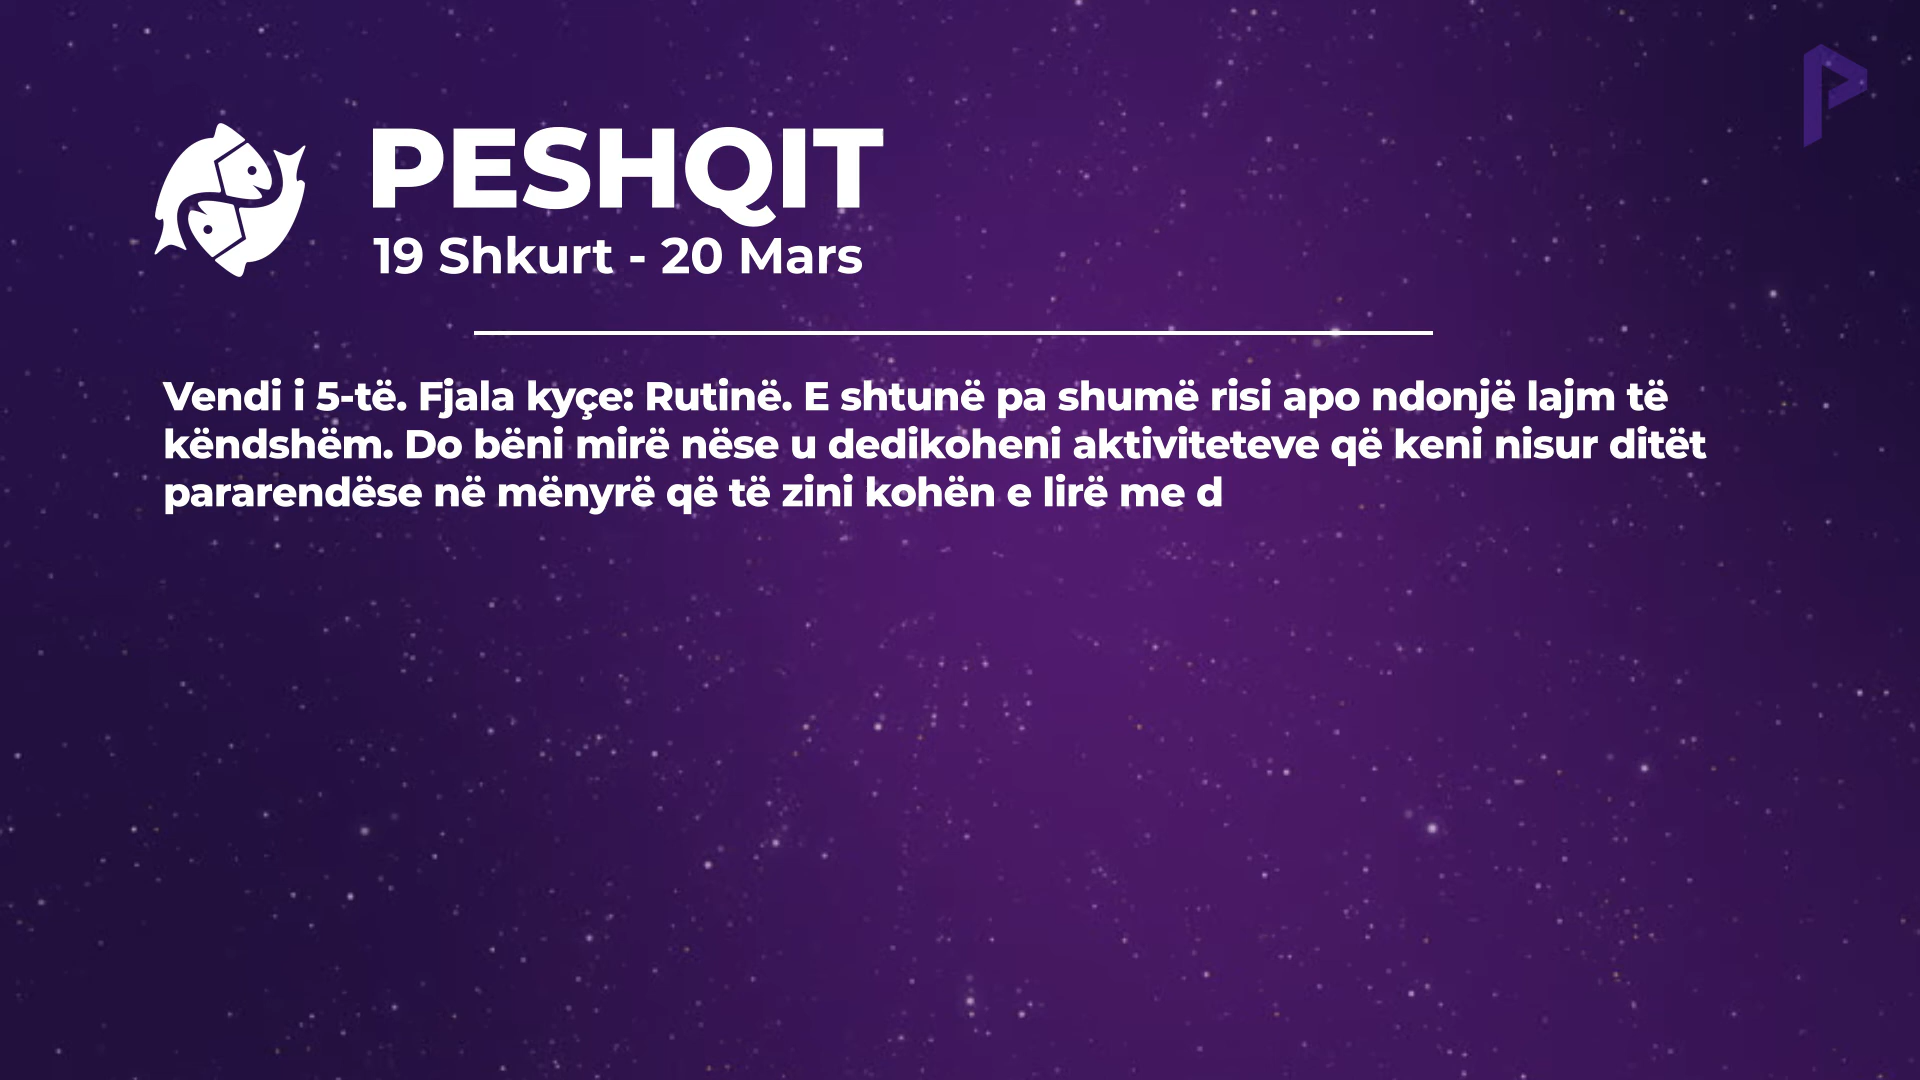 PESHQIT
19 Shkurt - 20 Mars
Vendi i 5-të. Fjala kyçe: Rutinë. E shtunë pa shumë risi apo ndonjë lajm të
këndshëm. Do bëni mirë nëse u dedikoheni aktiviteteve që keni nisur ditët
pararendëse në mënyrë që të zini kohën e lirë me d